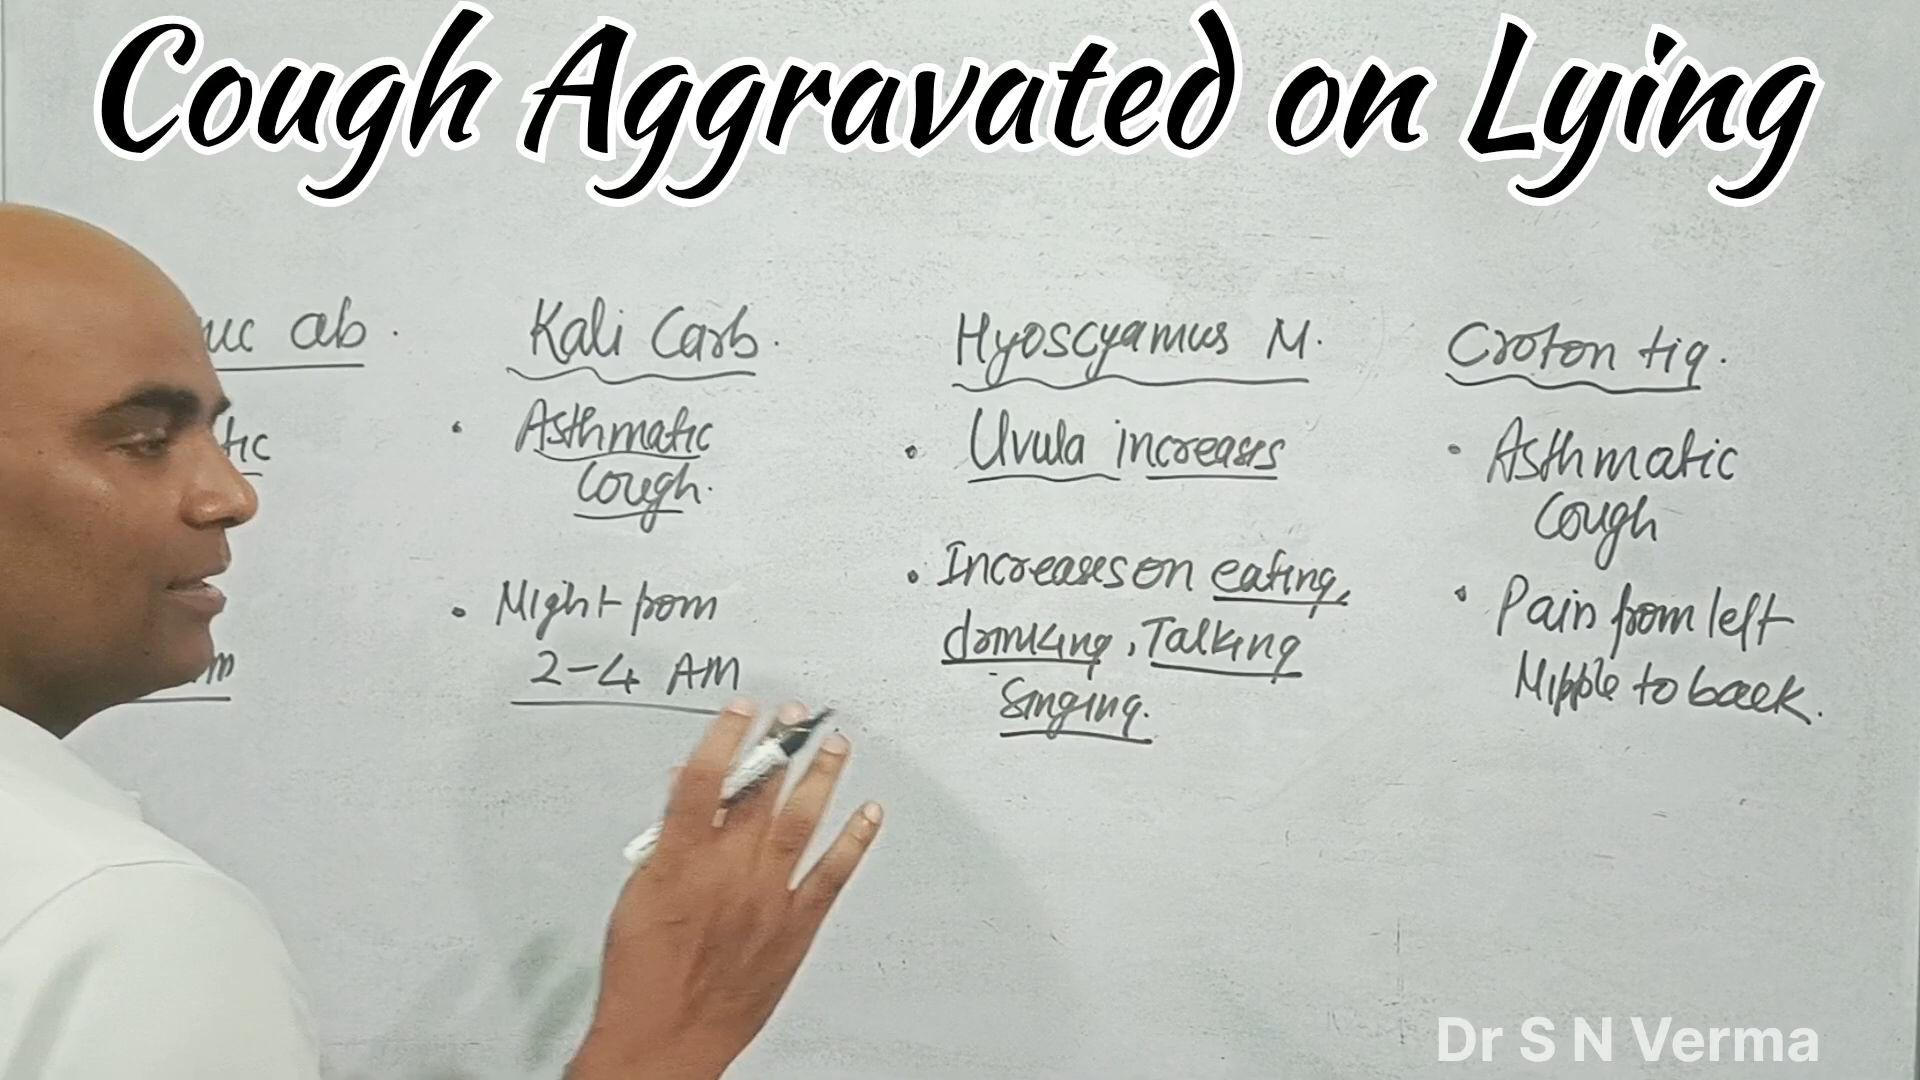 Cough Aggravated on Lying
ab.
Kali Carb.
Asthmatic
Cough.
Night from
2-4 AM
Hyoscyamus M.
Uvula increases
Increases on eating,
drinking, Talking
Singing.
Croton tig.
Asthmatic
Cough
Pain from left
Nipple to back.
Dr S N Verma